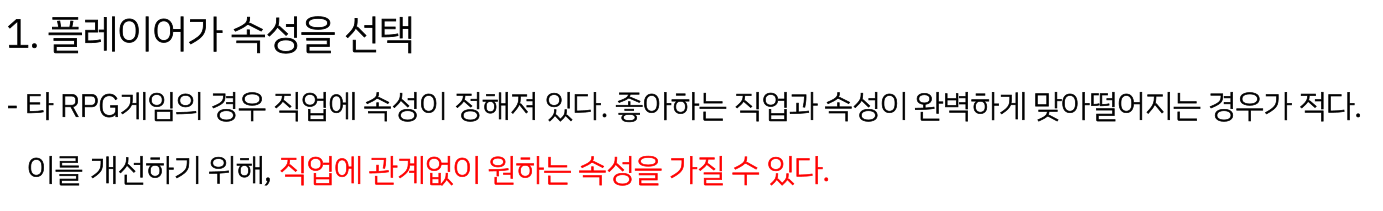 1. 플레이어가 속성을 선택
- 타 RPG게임의 경우 직업에 속성이 정해져 있다. 좋아하는 직업과 속성이 완벽하게 맞아떨어지는 경우가 적다.
이를 개선하기 위해, 직업에 관계없이 원하는 속성을 가질 수 있다.